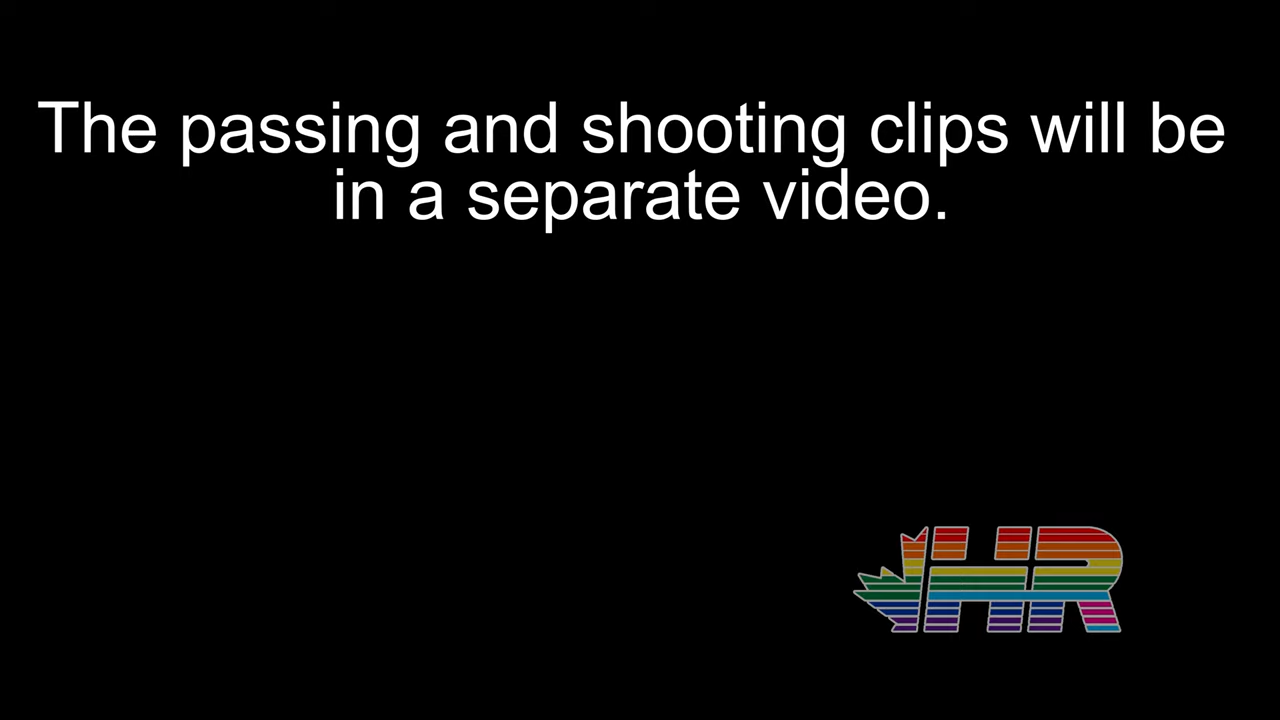 The passing and shooting clips will be
in a separate video.
HR